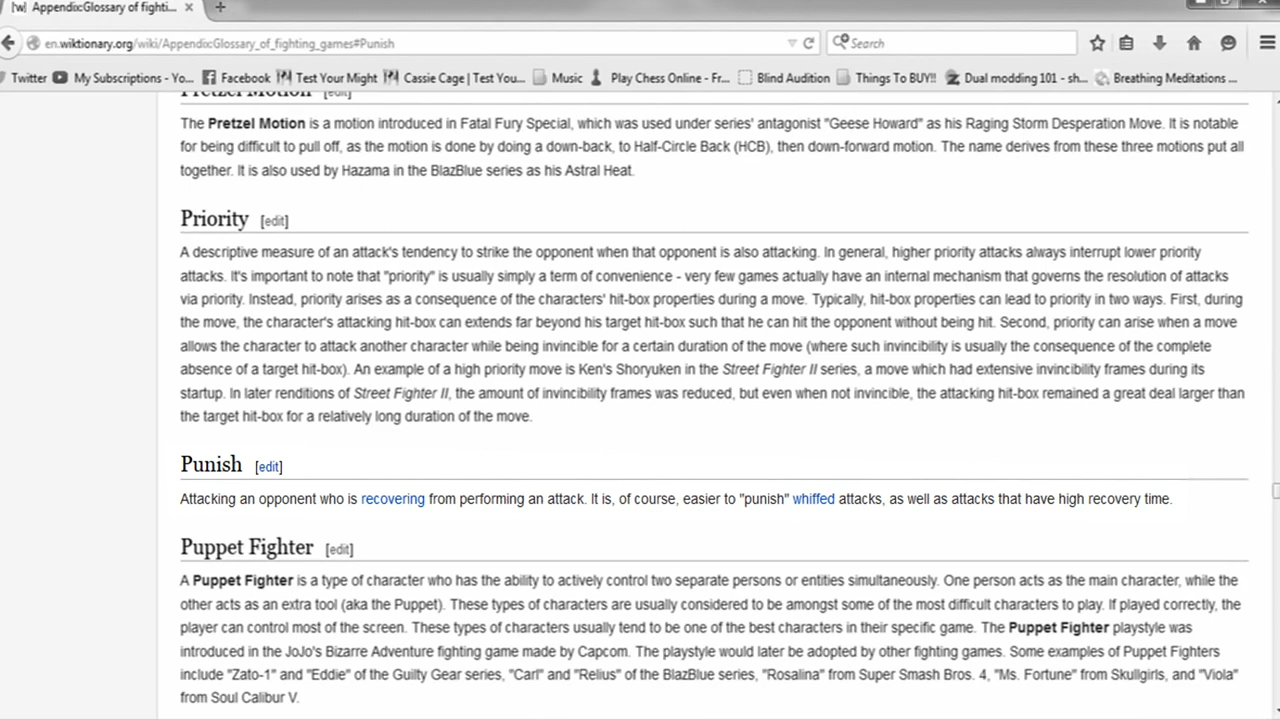 [w] Appendix:Glossary of fighti... × +
en.wiktionary.org/wiki/Appendix:Glossary_of_fighting_games#Punish Search
Twitter My Subscriptions - Yo... Facebook Test Your Might Cassie Cage | Test You... Music Play Chess Online - Fr... Blind Audition Things To BUY!! Dual modding 101 - sh... Breathing Meditations ...
Pretzel Motion [edit]
The Pretzel Motion is a motion introduced in Fatal Fury Special, which was used under series' antagonist "Geese Howard" as his Raging Storm Desperation Move. It is notable
for being difficult to pull off, as the motion is done by doing a down-back, to Half-Circle Back (HCB), then down-forward motion. The name derives from these three motions put all
together. It is also used by Hazama in the BlazBlue series as his Astral Heat.
Priority [edit]
A descriptive measure of an attack's tendency to strike the opponent when that opponent is also attacking. In general, higher priority attacks always interrupt lower priority
attacks. It's important to note that "priority" is usually simply a term of convenience - very few games actually have an internal mechanism that governs the resolution of attacks
via priority. Instead, priority arises as a consequence of the characters' hit-box properties during a move. Typically, hit-box properties can lead to priority in two ways. First, during
the move, the character's attacking hit-box can extends far beyond his target hit-box such that he can hit the opponent without being hit. Second, priority can arise when a move
allows the character to attack another character while being invincible for a certain duration of the move (where such invincibility is usually the consequence of the complete
absence of a target hit-box). An example of a high priority move is Ken's Shoryuken in the Street Fighter II series, a move which had extensive invincibility frames during its
startup. In later renditions of Street Fighter II, the amount of invincibility frames was reduced, but even when not invincible, the attacking hit-box remained a great deal larger than
the target hit-box for a relatively long duration of the move.
Punish [edit]
Attacking an opponent who is recovering from performing an attack. It is, of course, easier to "punish" whiffed attacks, as well as attacks that have high recovery time.
Puppet Fighter [edit]
A Puppet Fighter is a type of character who has the ability to actively control two separate persons or entities simultaneously. One person acts as the main character, while the
other acts as an extra tool (aka the Puppet). These types of characters are usually considered to be amongst some of the most difficult characters to play. If played correctly, the
player can control most of the screen. These types of characters usually tend to be one of the best characters in their specific game. The Puppet Fighter playstyle was
introduced in the JoJo's Bizarre Adventure fighting game made by Capcom. The playstyle would later be adopted by other fighting games. Some examples of Puppet Fighters
include "Zato-1" and "Eddie" of the Guilty Gear series, "Carl" and "Relius" of the BlazBlue series, "Rosalina" from Super Smash Bros. 4, "Ms. Fortune" from Skullgirls, and "Viola"
from Soul Calibur V.